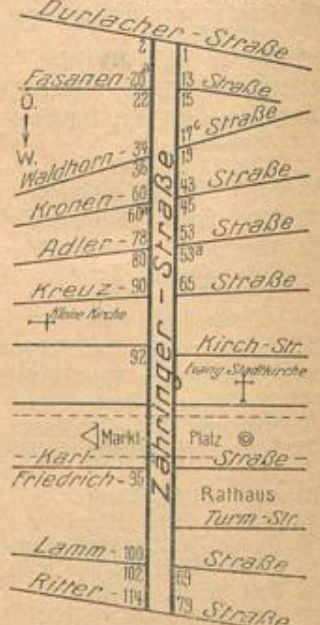 Durlacher-Straße
2 1
Fasanen-20 13 Straße
O. 22 15
W.
17c Straße
Waldhorn-34 19
36
43 Straße
Kronen-60 45
60a
53 Straße
Adler-78 53a
80
Kreuz-90 65 Straße
Kleine Kirche
92 Kirch-Str.
Evang. Stadtkirche
Zähringer-Straße
Markt- Platz
Karl- Straße
Friedrich-96
Rathaus
Turm-Str.
Lamm-100 Straße
102 69
Ritter-114 79 Straße